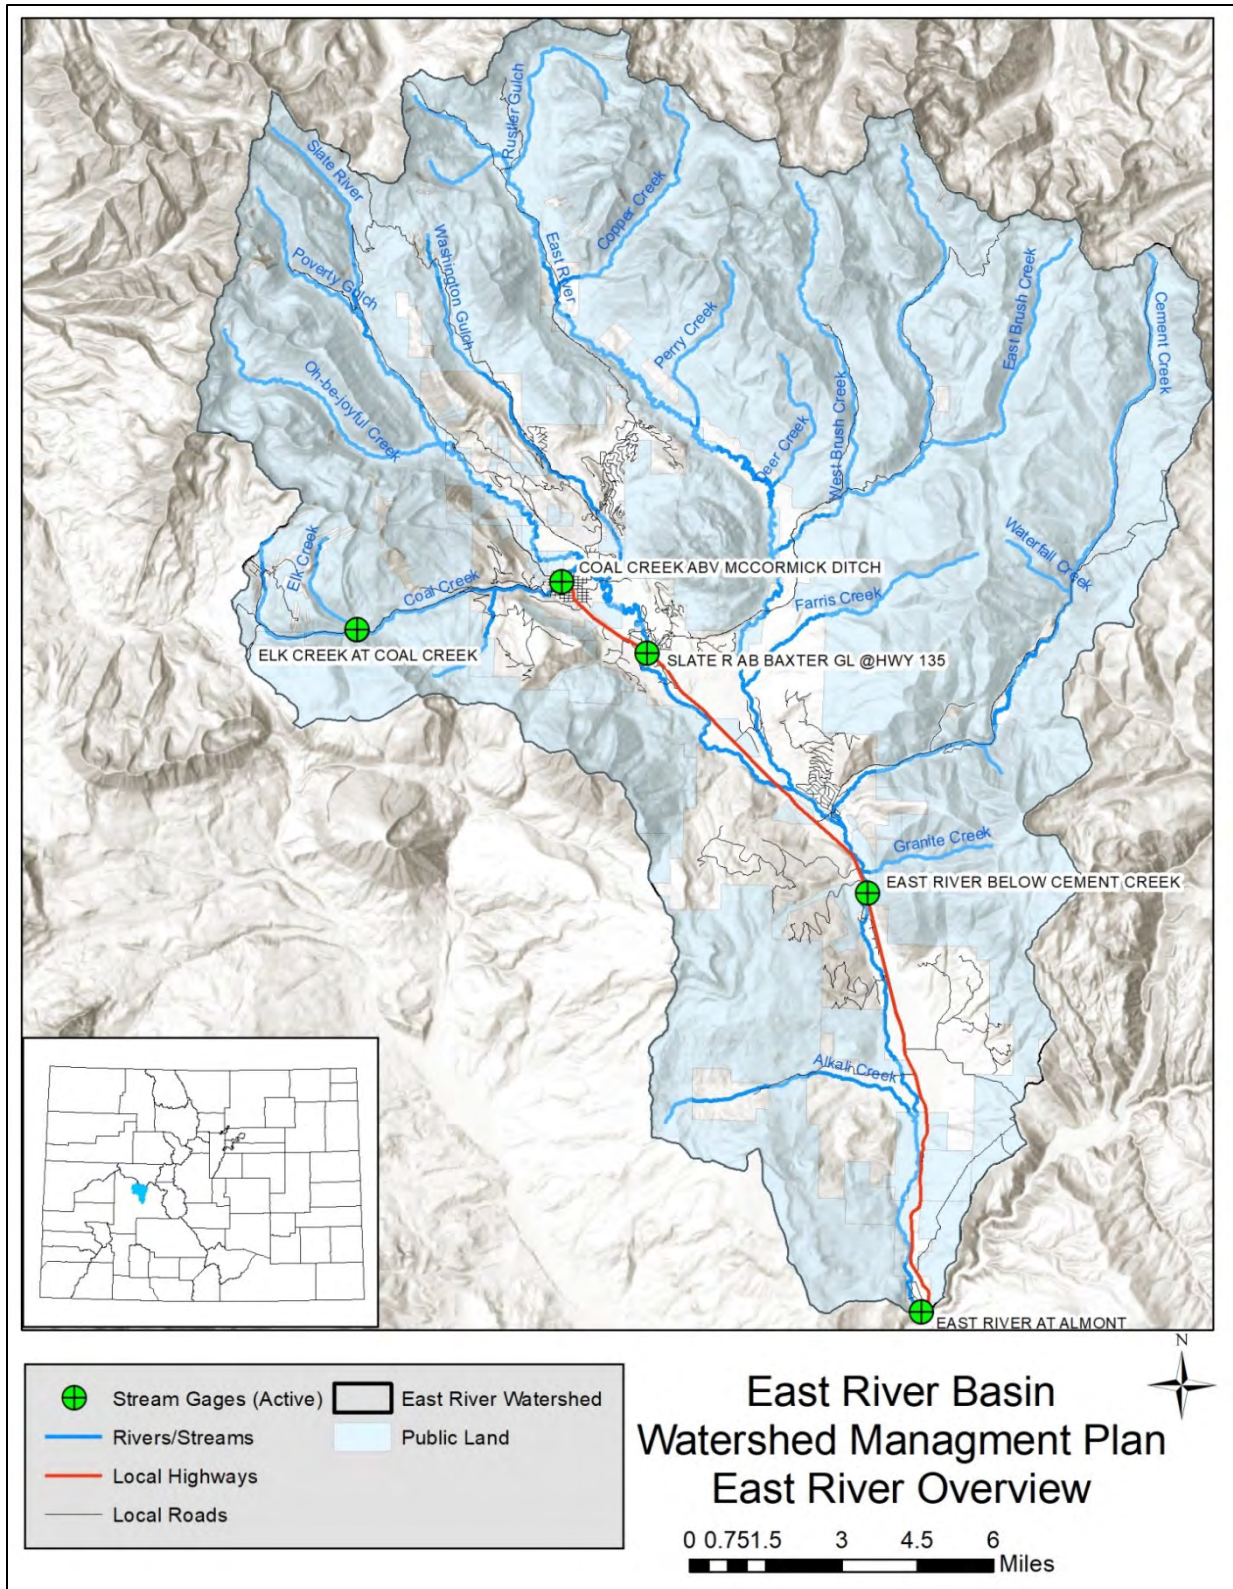 Rustler Gulch
Slate River
Copper Creek
Washington Gulch
East River
Poverty Gulch
East Brush Creek
Cement Creek
Perry Creek
Oh-be-joyful Creek
West Brush Creek
eer Creek
Waterfall Creek
Elk Creek
COAL CREEK ABV MCCORMICK DITCH
Coal Creek
Farris Creek
ELK CREEK AT COAL CREEK
SLATE R AB BAXTER GL @HWY 135
Granite Creek
EAST RIVER BELOW CEMENT CREEK
Alkali Creek
EAST RIVER AT ALMONT
N
Stream Gages (Active)
East River Watershed
Rivers/Streams
Public Land
Local Highways
Local Roads
East River Basin
Watershed Managment Plan
East River Overview
0 0.751.5 3 4.5 6
Miles